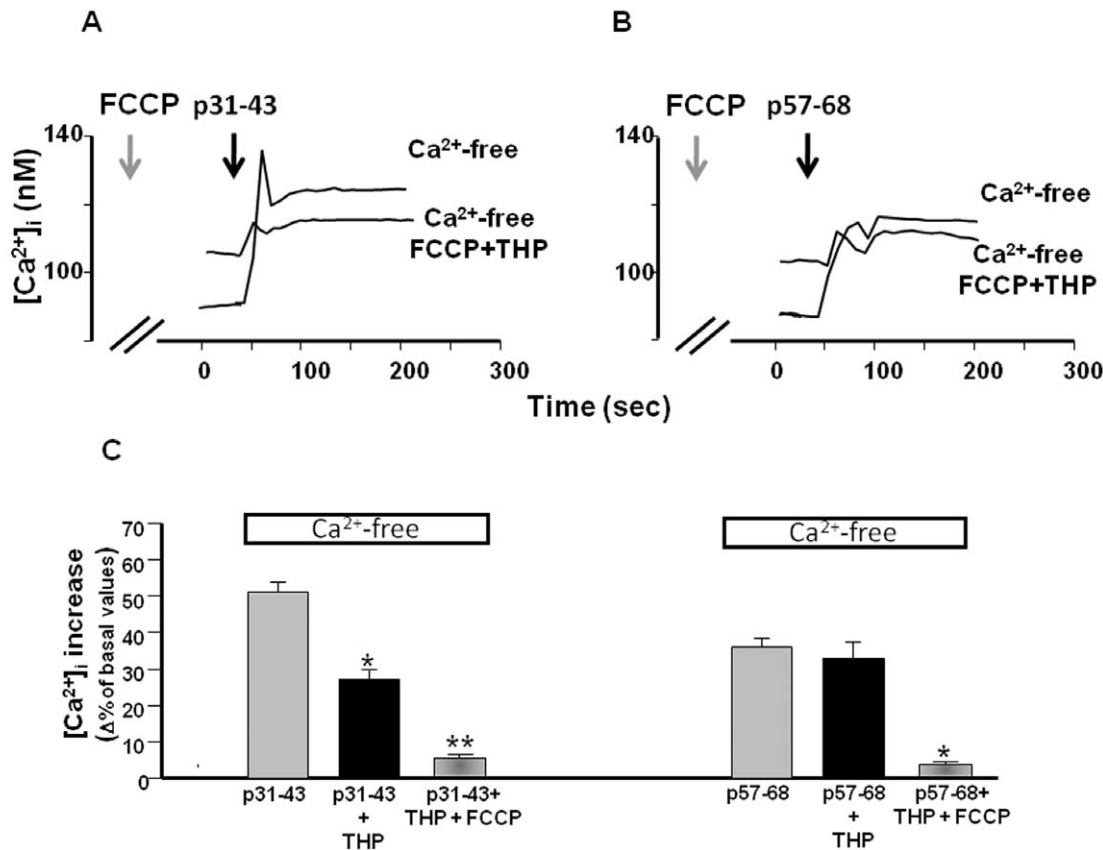 A
B
FCCP p31-43
FCCP p57-68
140
100
[Ca²⁺]ᵢ (nM)
Ca²⁺-free
Ca²⁺-free
FCCP+THP
0 50 100 200 300
140
100
Ca²⁺-free
Ca²⁺-free
FCCP+THP
0 50 100 200 300
Time (sec)
C
[Ca²⁺]ᵢ increase
(Δ% of basal values)
70
60
50
40
30
20
10
0
Ca²⁺-free
Ca²⁺-free
*
**
*
p31-43
p31-43
+
THP
p31-43+
THP + FCCP
p57-68
p57-68
+
THP
p57-68+
THP + FCCP